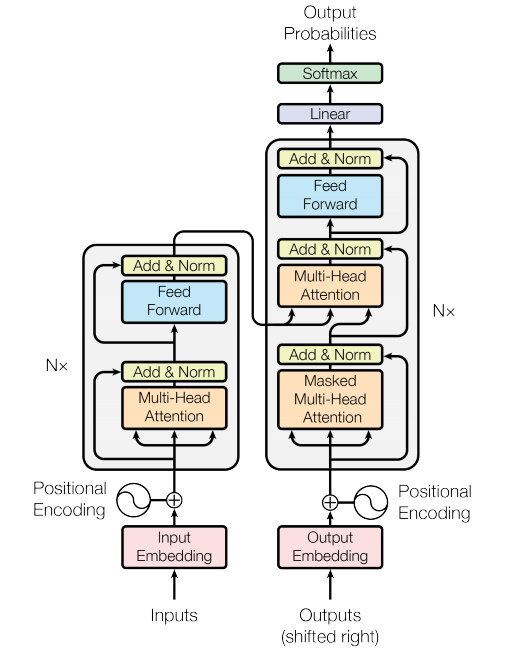 Output
Probabilities
Softmax
Linear
Add & Norm
Feed
Forward
Add & Norm
Multi-Head
Attention
Add & Norm
Masked
Multi-Head
Attention
N×
Add & Norm
Feed
Forward
Add & Norm
Multi-Head
Attention
N×
Positional
Encoding
Positional
Encoding
Input
Embedding
Output
Embedding
Inputs
Outputs
(shifted right)